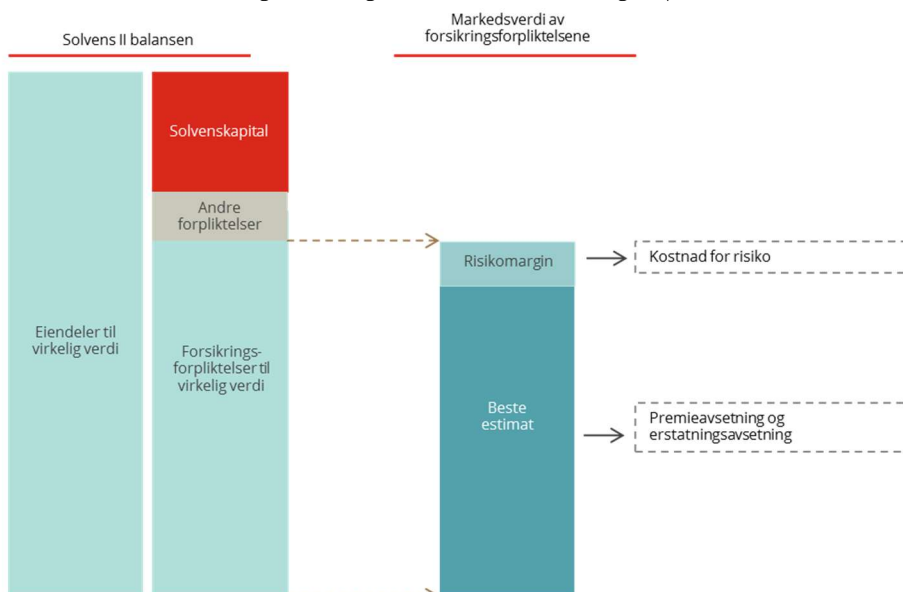 Solvens II balansen
Markedsverdi av
forsikringsforpliktelsene
Solvenskapital
Andre
forpliktelser
Risikomargin
Kostnad for risiko
Eiendeler til
virkelig verdi
Forsikrings-
forpliktelser til
virkelig verdi
Beste
estimat
Premieavsetning og
erstatningsavsetning